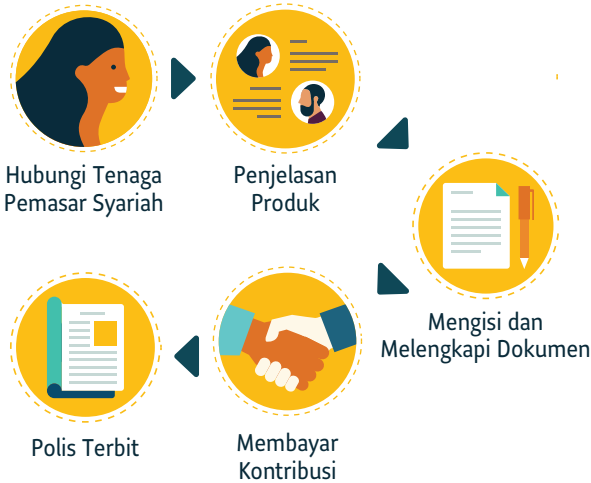 Hubungi Tenaga
Pemasar Syariah
Penjelasan
Produk
Mengisi dan
Melengkapi Dokumen
Membayar
Kontribusi
Polis Terbit